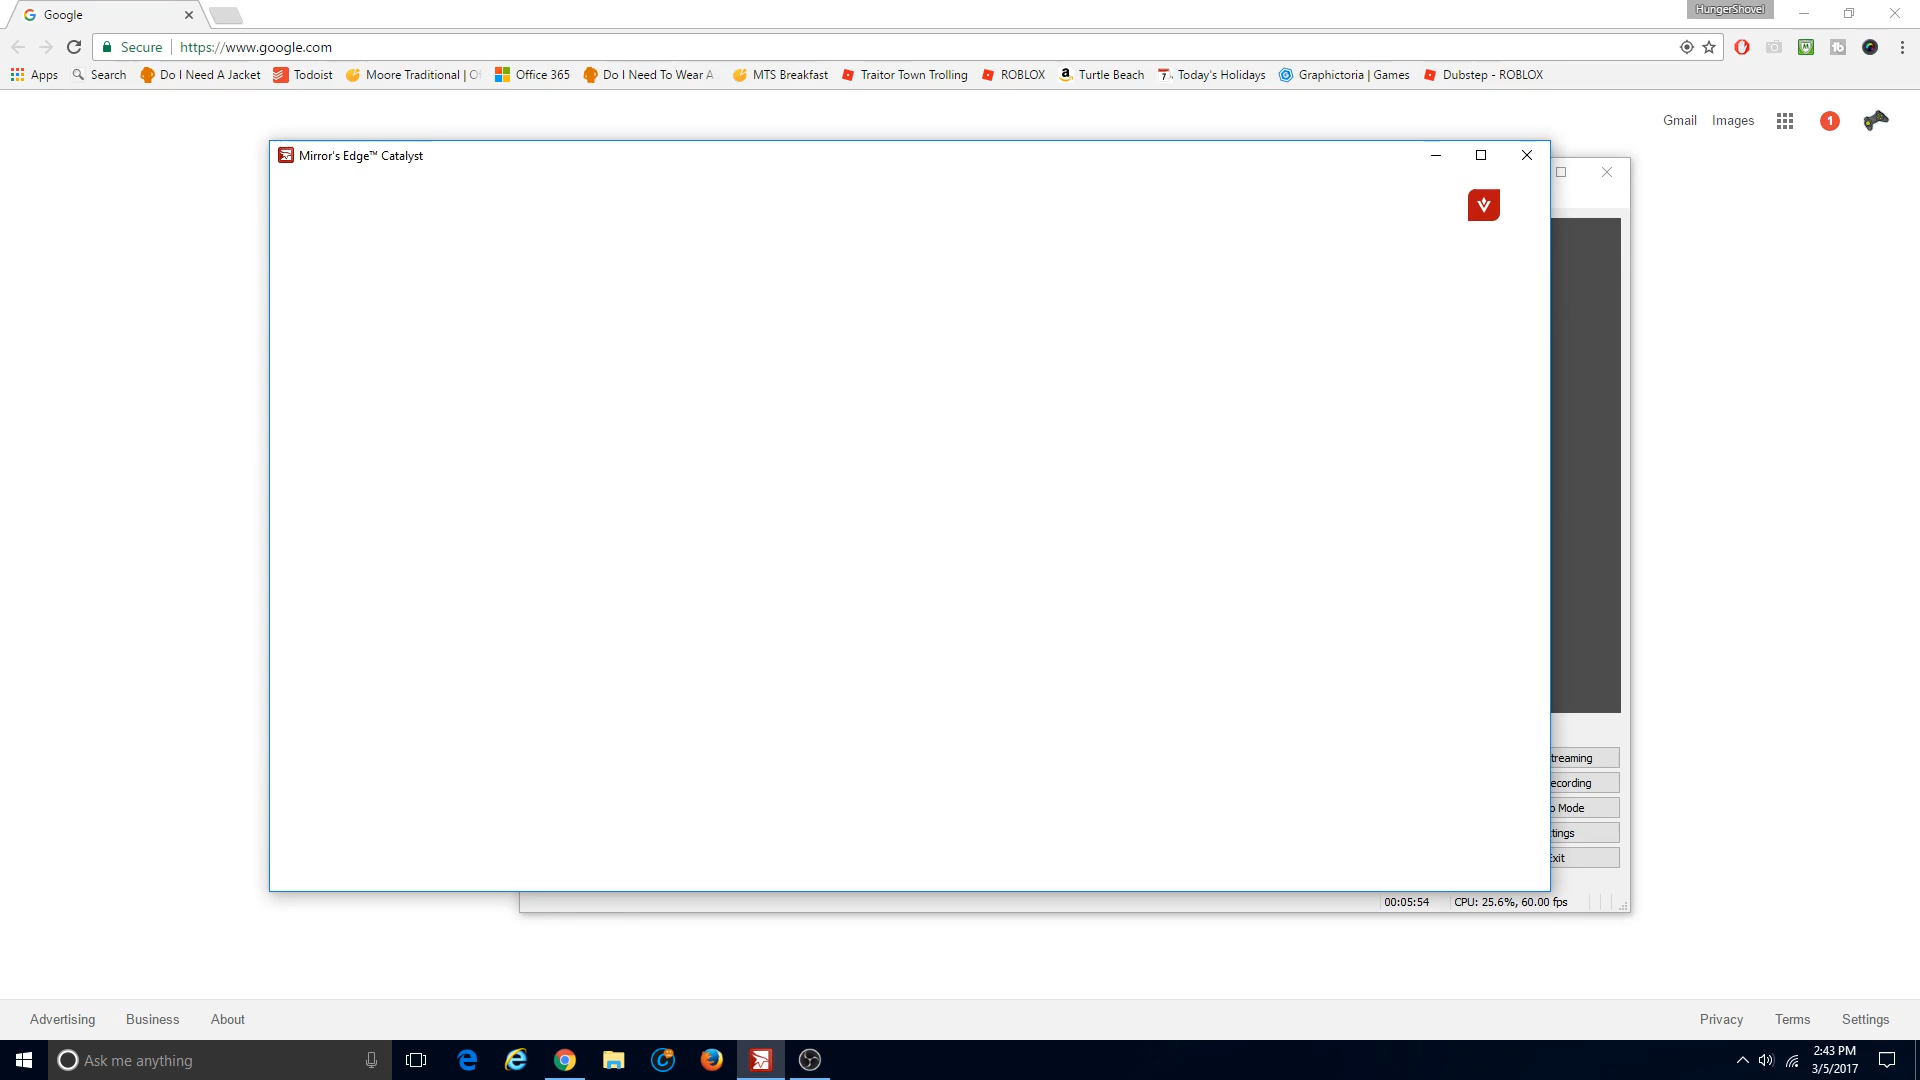 Google
HungerShovel
Secure
https://www.google.com
Apps
Search
Do I Need A Jacket
Todoist
Moore Traditional | Of
Office 365
Do I Need To Wear A
MTS Breakfast
Traitor Town Trolling
ROBLOX
Turtle Beach
7
Today's Holidays
Graphictoria | Games
Dubstep - ROBLOX
Gmail
Images
1
Mirror's Edge™ Catalyst
treaming
ecording
o Mode
ttings
Exit
00:05:54
CPU: 25.6%, 60.00 fps
Advertising
Business
About
Privacy
Terms
Settings
Ask me anything
2:43 PM
3/5/2017